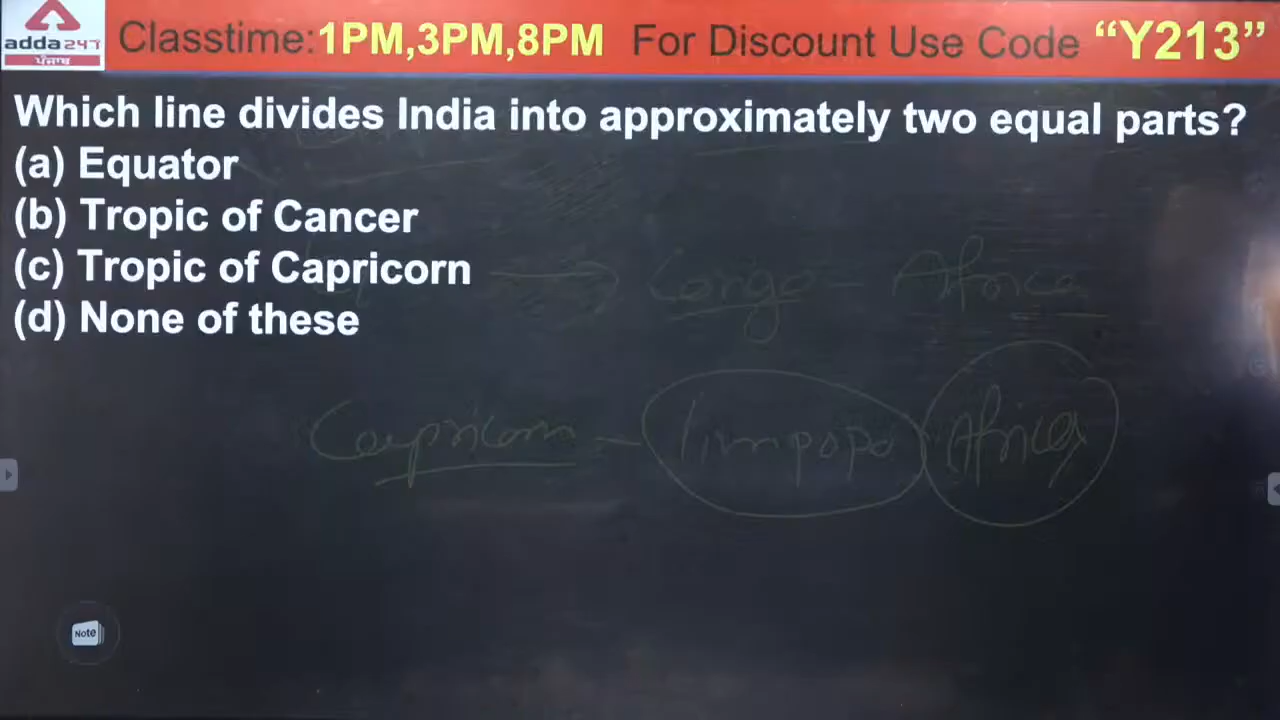 adda247
ਪੰਜਾਬ
Classtime:1PM,3PM,8PM For Discount Use Code “Y213”
Which line divides India into approximately two equal parts?
(a) Equator
(b) Tropic of Cancer
(c) Tropic of Capricorn
(d) None of these
Congo - Africa
Capricorn - limpopo Africa
Note